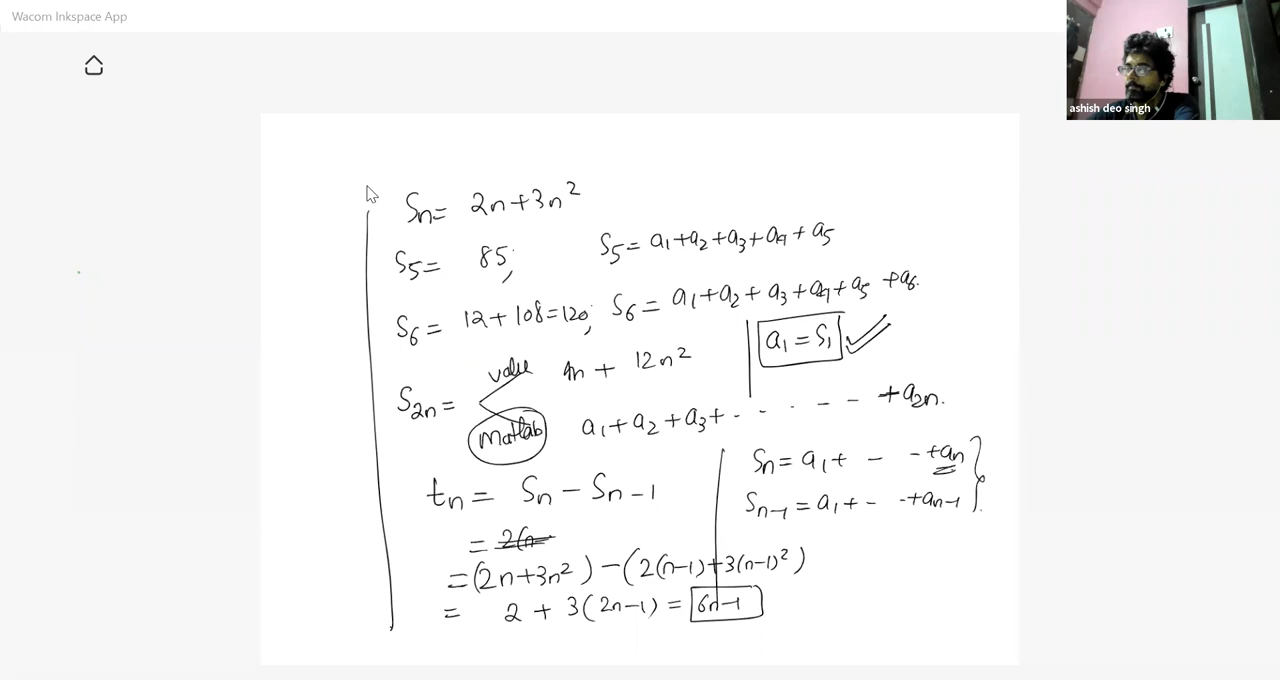 Wacom Inkspace App
ashish deo singh
Sn= 2n+3n²
S5= 85; S5= a1+a2+a3+a4+a5
S6= 12+108=120; S6= a1+a2+a3+a4+a5+a6.
a1=S1
S2n= value 4n+12n²
Matlab a1+a2+a3+- · · - - +a2n.
tn= Sn-Sn-1
Sn= a1+ - -+an
Sn-1=a1+- -+an-1
= 2(n
=(2n+3n²)-(2(n-1)+3(n-1)²)
= 2+3(2n-1)= 6n-1